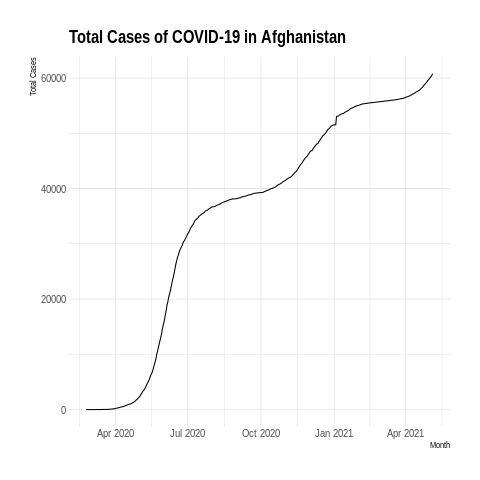 Total Cases of COVID-19 in Afghanistan
Total Cases
60000
40000
20000
0
Apr 2020
Jul 2020
Oct 2020
Jan 2021
Apr 2021
Month